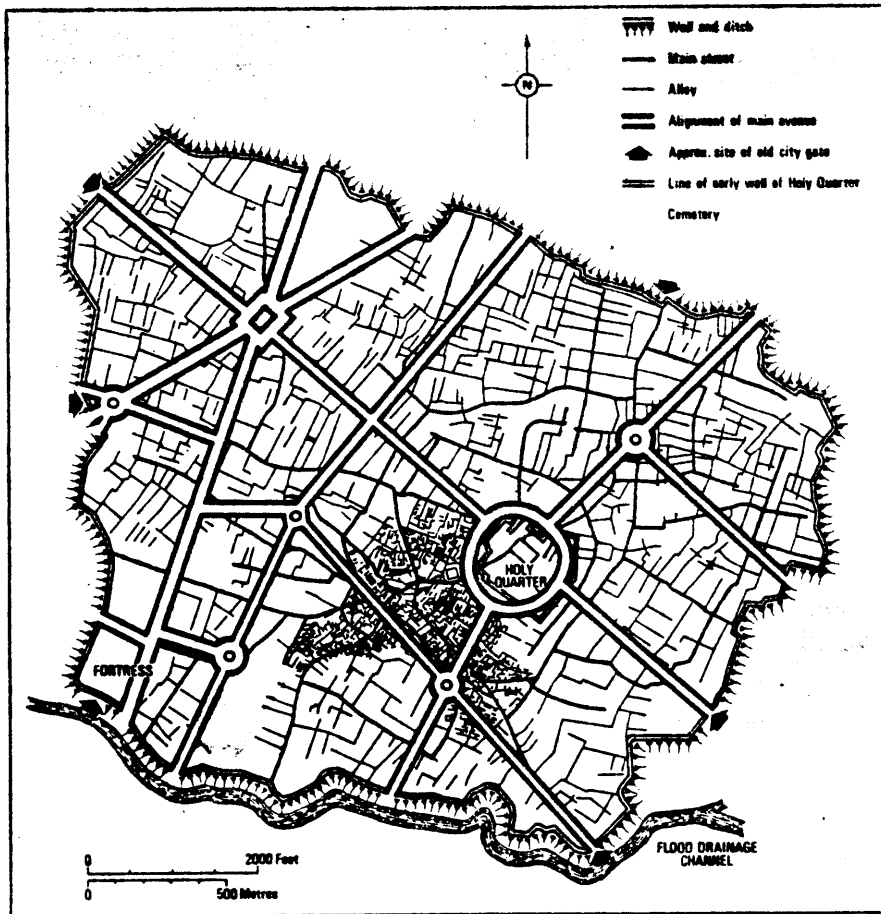 Wall and ditch
Main street
Alley
Alignment of main avenue
Approx. site of old city gate
Line of early wall of Holy Quarter
Cemetery
N
HOLY
QUARTER
FORTRESS
FLOOD DRAINAGE
CHANNEL
0 2000 Feet
0 500 Metres